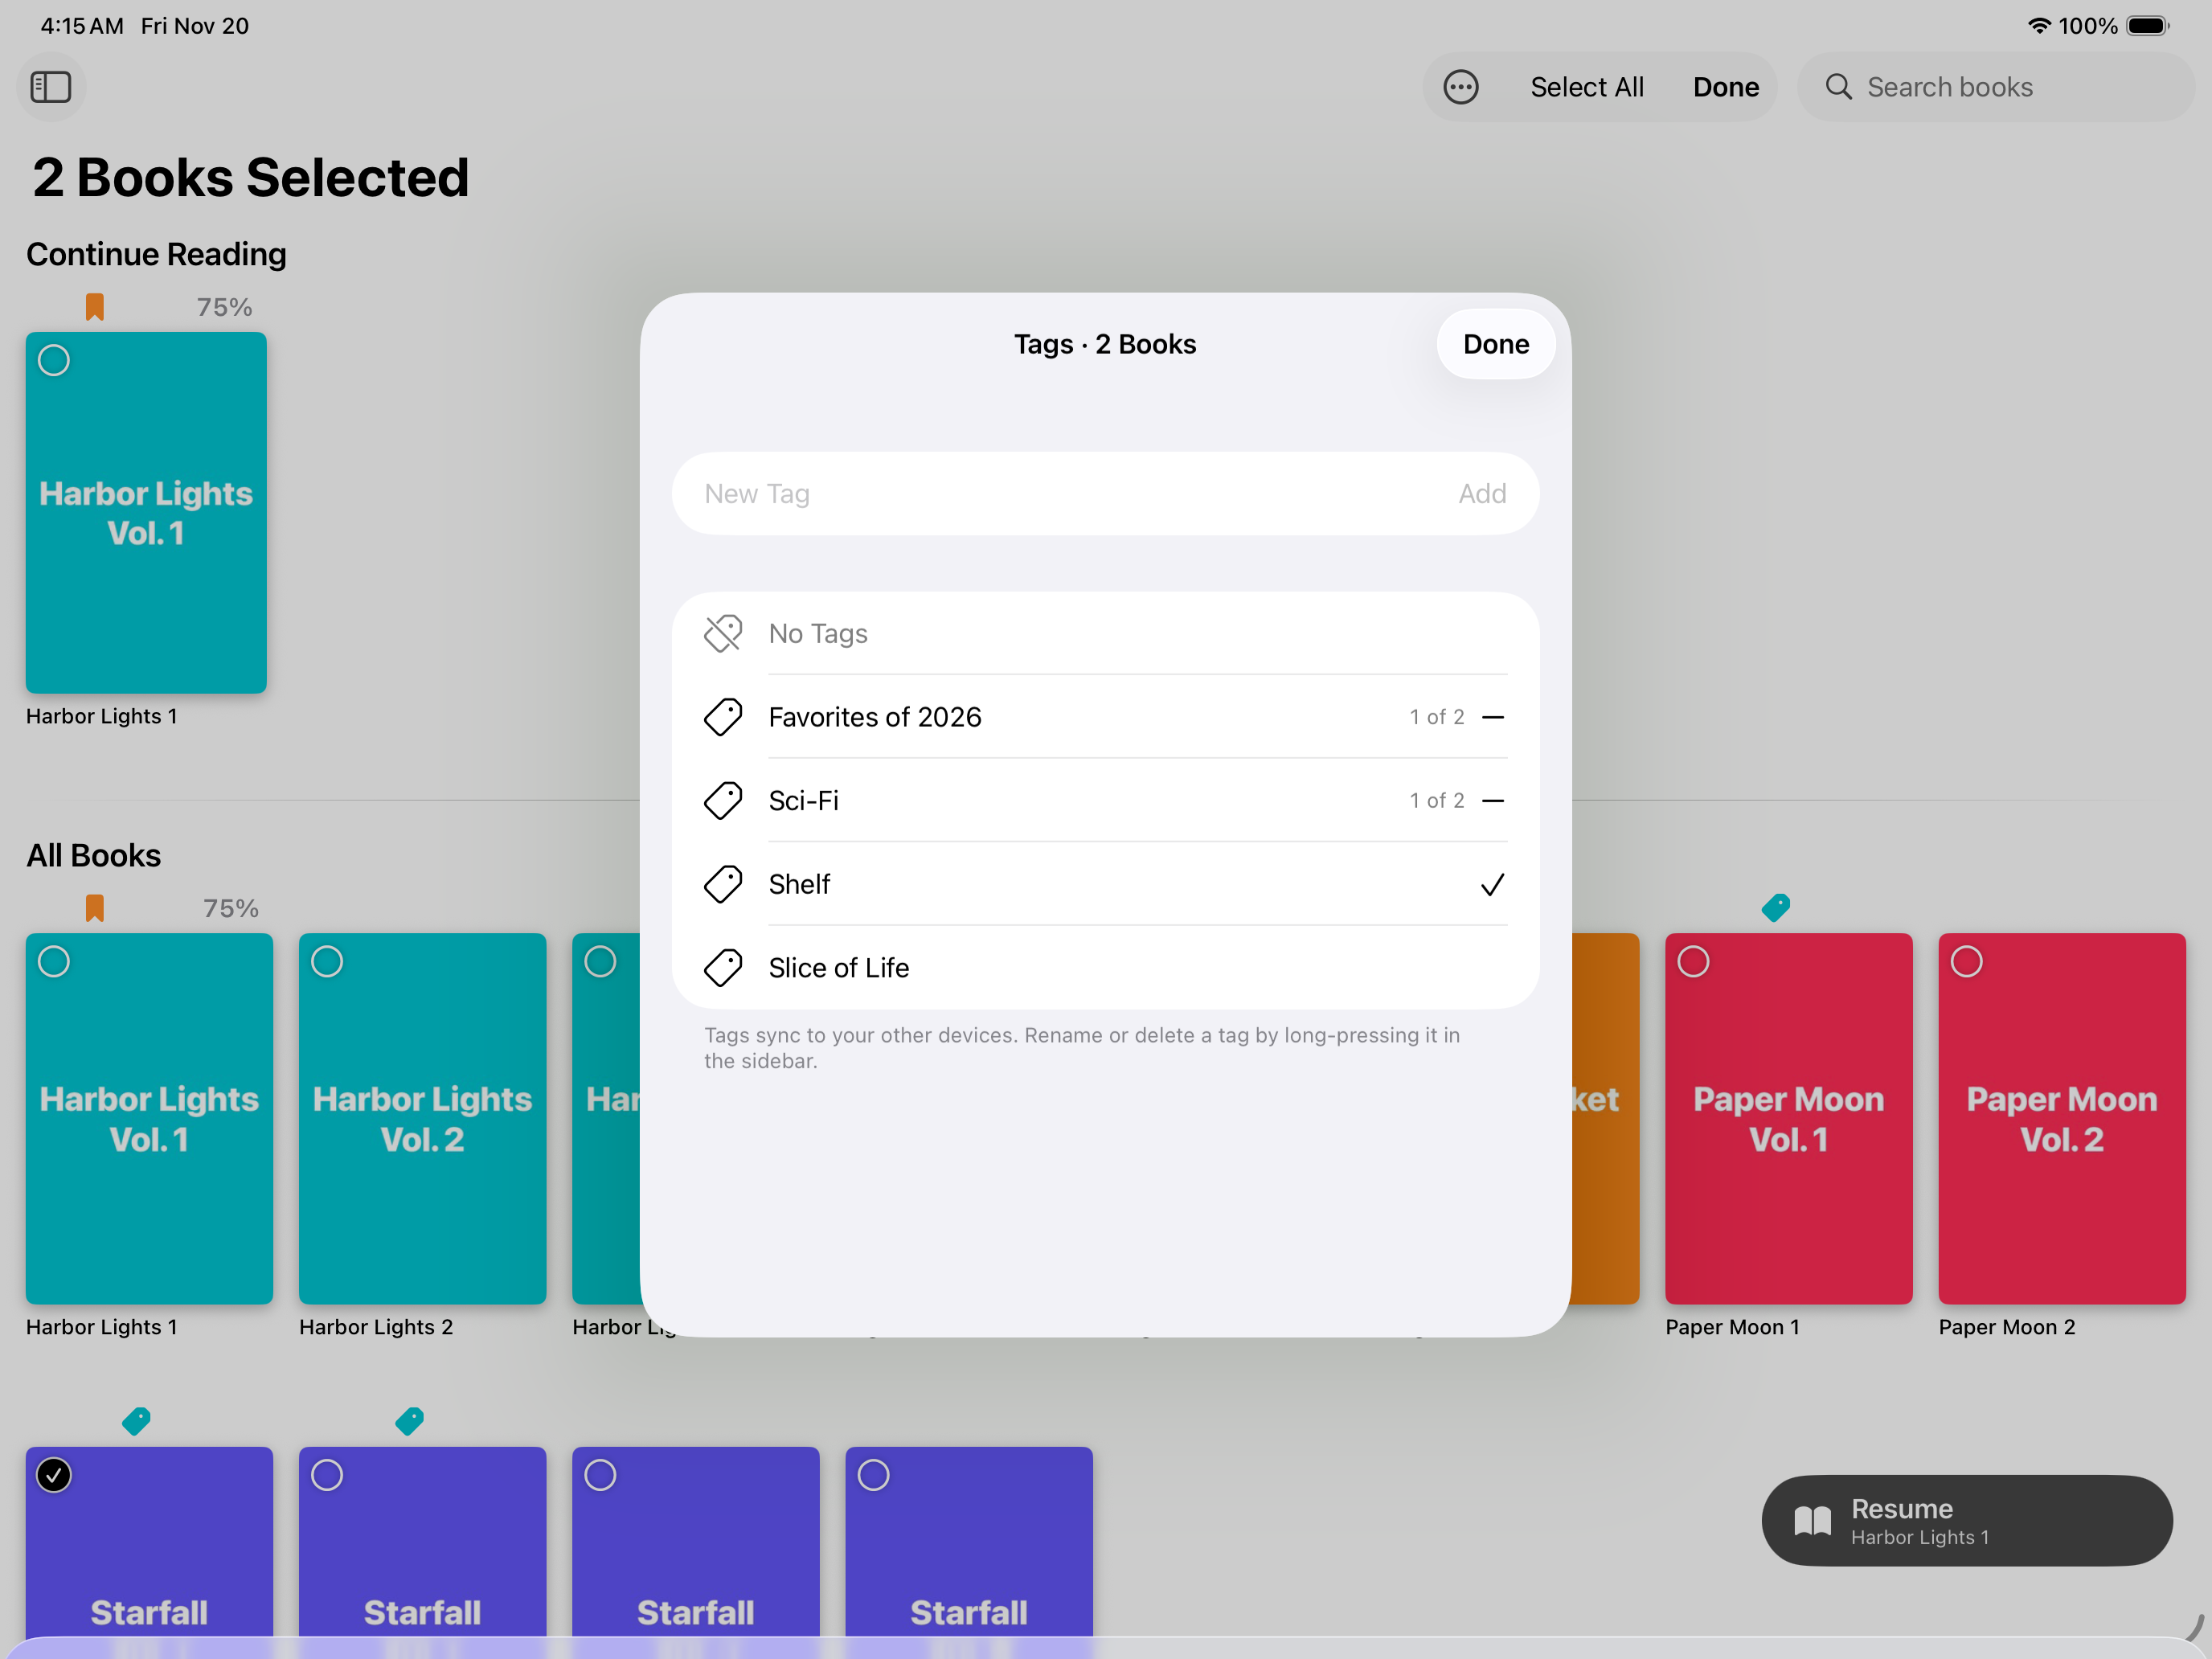 4:15 AM Fri Nov 20
100%
Select All
Done
Search books
2 Books Selected
Continue Reading
75%
Harbor Lights
Vol. 1
Harbor Lights 1
Tags · 2 Books
Done
New Tag
Add
No Tags
Favorites of 2026
1 of 2
Sci-Fi
1 of 2
Shelf
Slice of Life
Tags sync to your other devices. Rename or delete a tag by long-pressing it in
the sidebar.
All Books
75%
Harbor Lights
Vol. 1
Harbor Lights
Vol. 2
Paper Moon
Vol. 1
Paper Moon
Vol. 2
Harbor Lights 1
Harbor Lights 2
Harbor
Paper Moon 1
Paper Moon 2
Starfall
Starfall
Starfall
Starfall
Resume
Harbor Lights 1